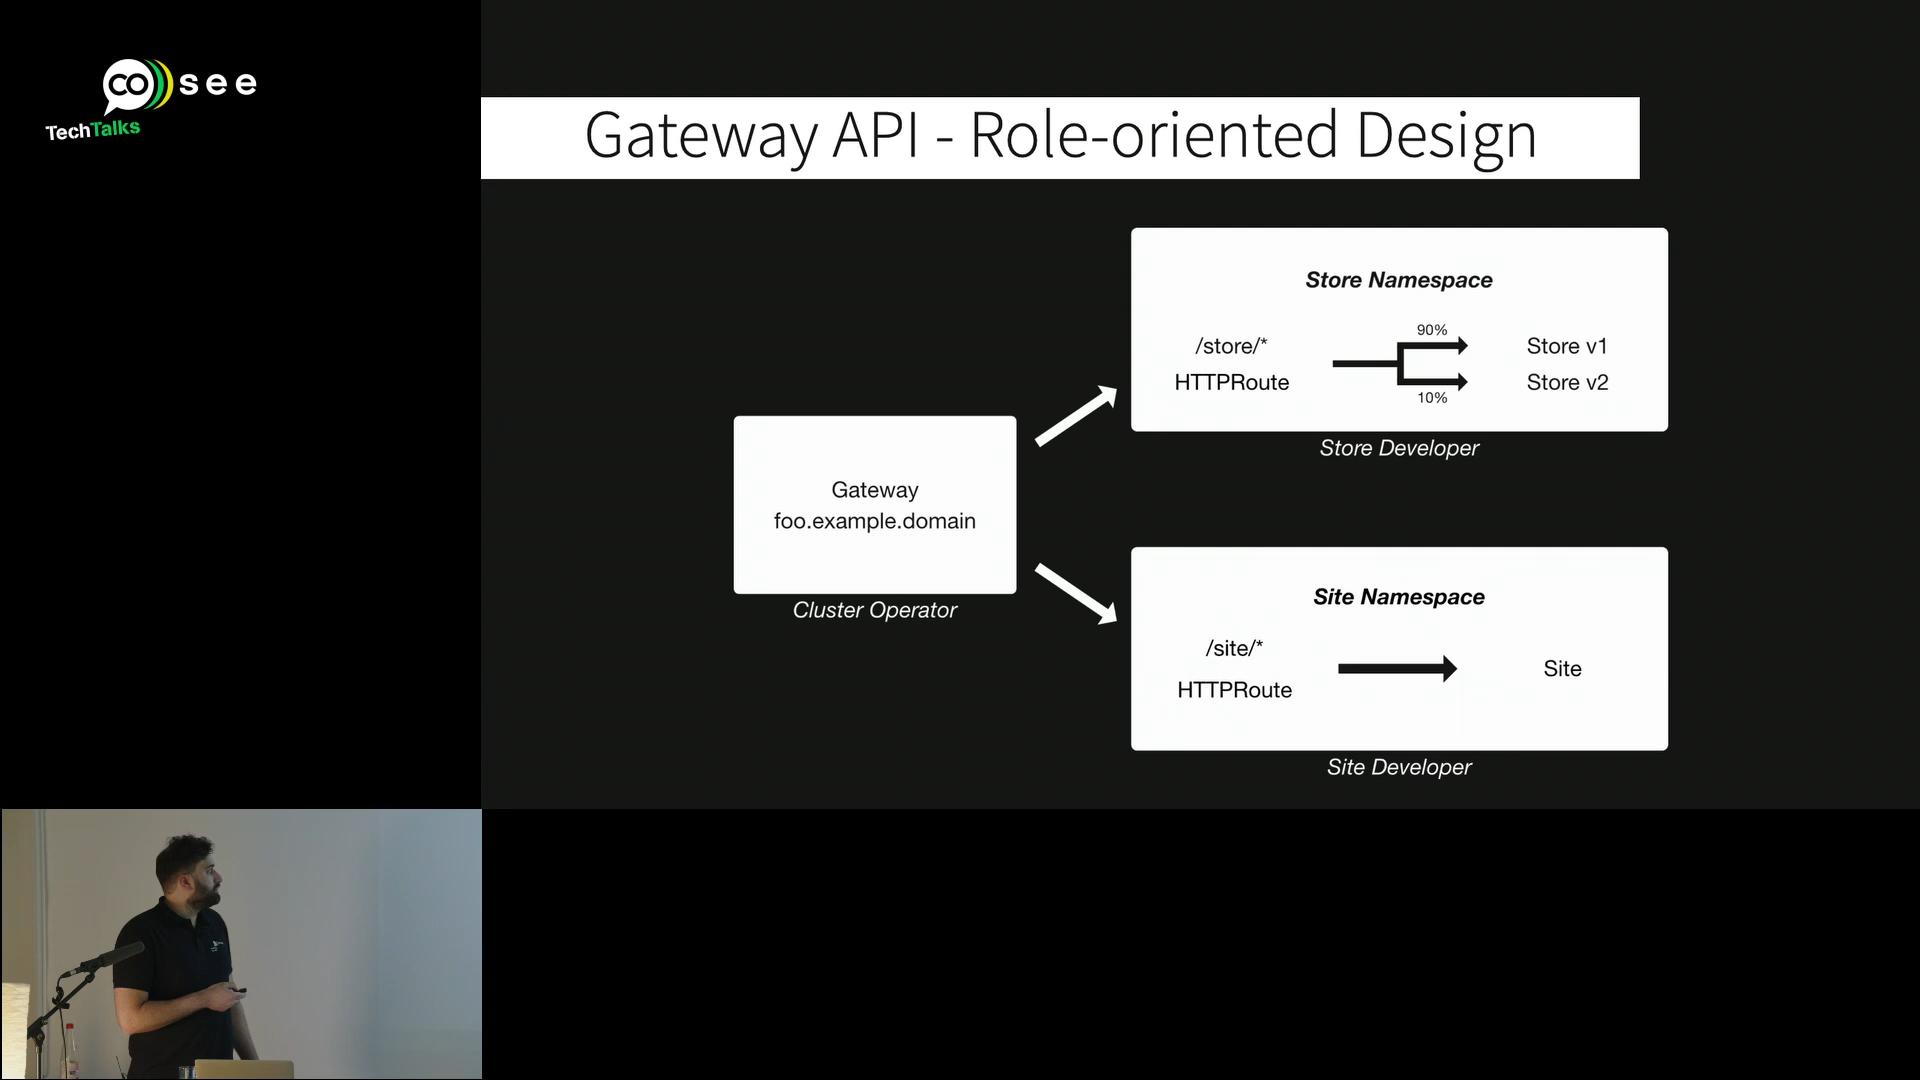 co see
TechTalks
Gateway API - Role-oriented Design
Store Namespace
/store/*
HTTPRoute
90%
10%
Store v1
Store v2
Store Developer
Gateway
foo.example.domain
Cluster Operator
Site Namespace
/site/*
HTTPRoute
Site
Site Developer